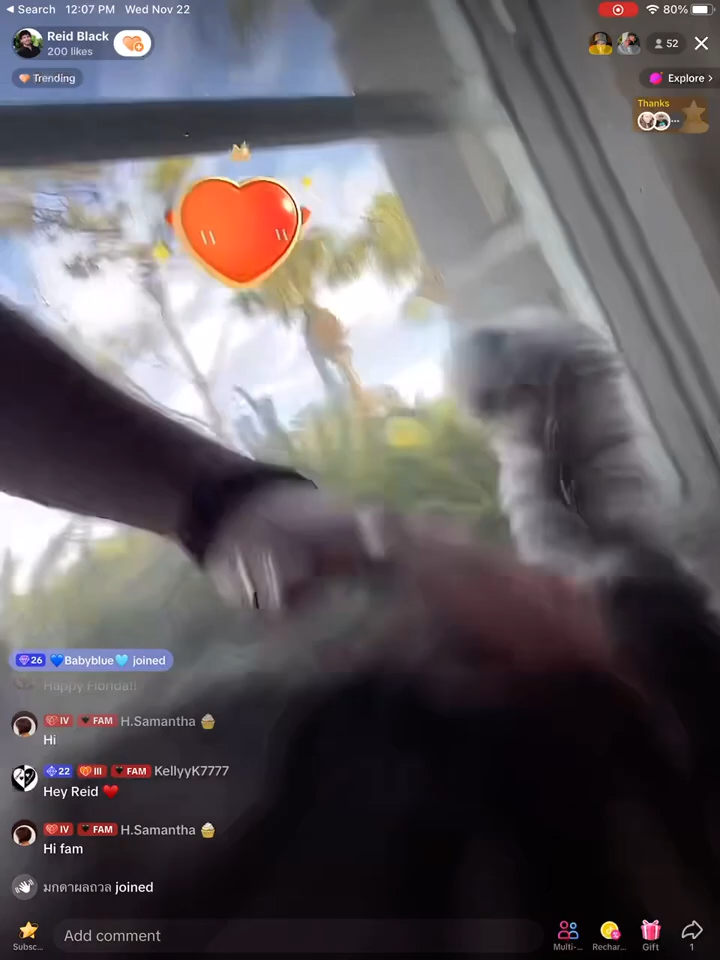 Search 12:07 PM Wed Nov 22
80%
Reid Black
200 likes
52
Trending
Explore
Thanks
26 💙Babyblue🩵 joined
Happy Florida!!
IV FAM H.Samantha 🧁
Hi
22 III FAM KellyyK7777
Hey Reid ❤️
IV FAM H.Samantha 🧁
Hi fam
มกดาผลถวล joined
Subsc...
Add comment
Multi-...
Rechar...
Gift
1